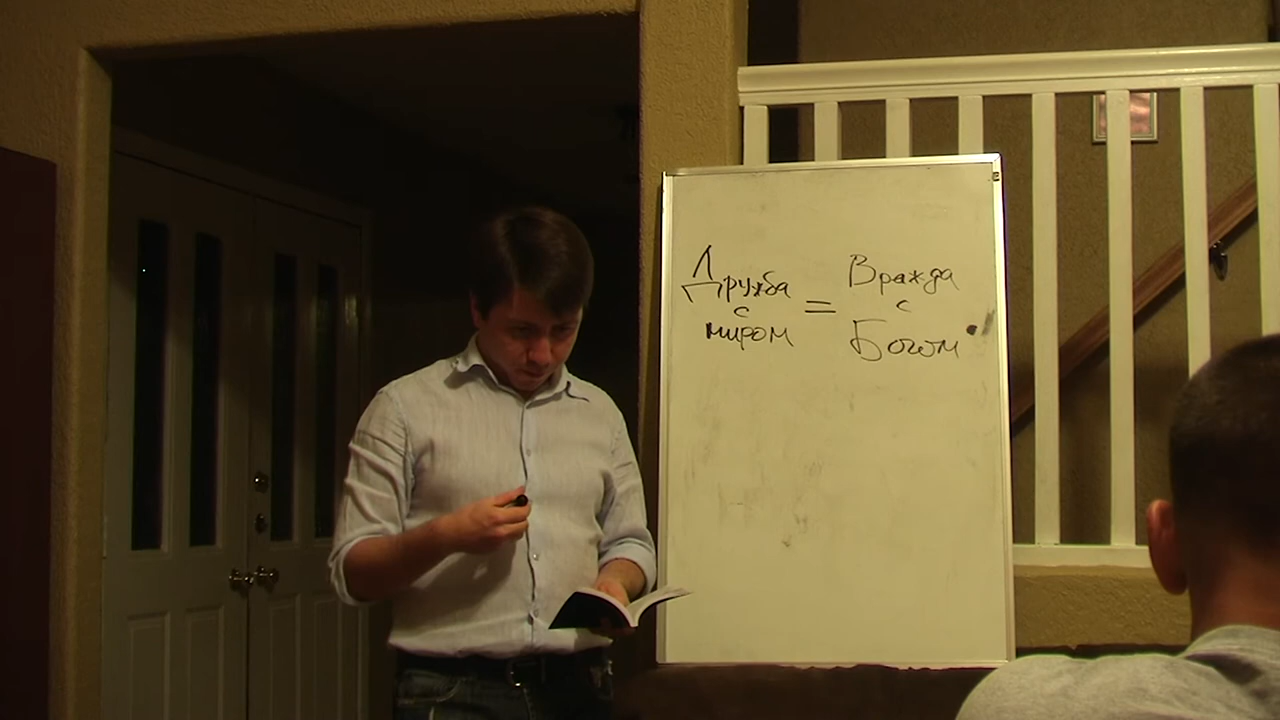 Дружба
с
миром
=
Вражда
с
Богом